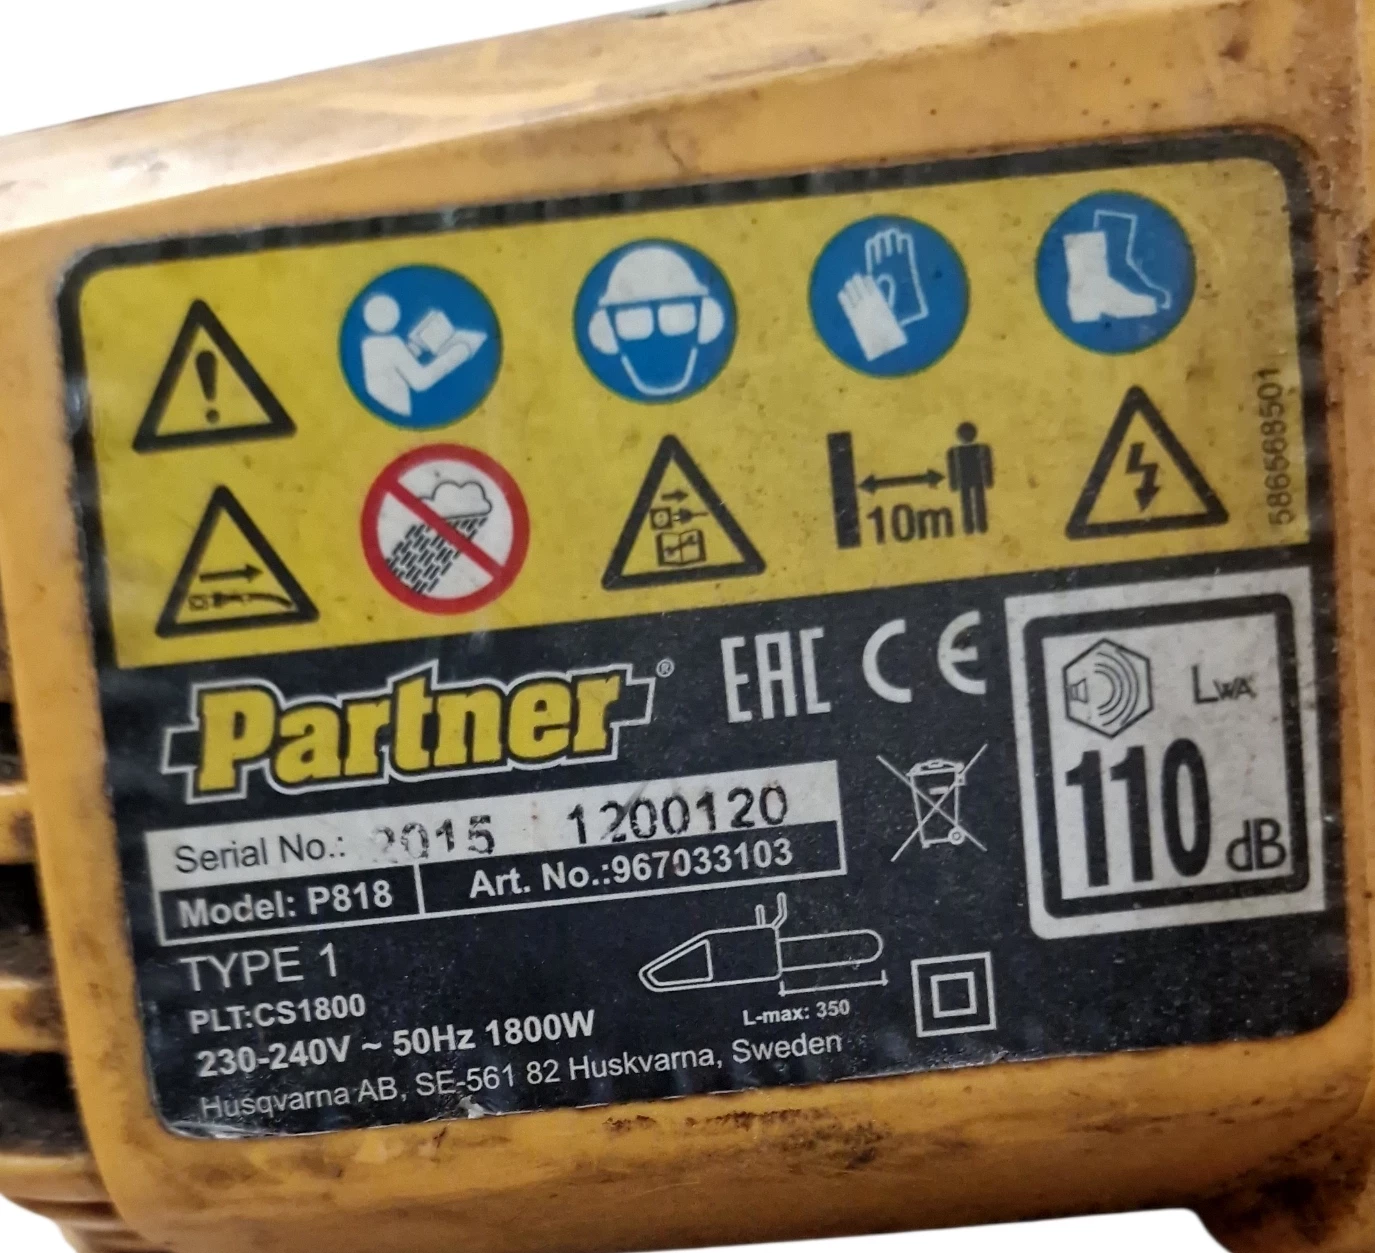 586568501
10m
Partner®
EAC CE
LWA
110 dB
Serial No.: 2015 1200120
Model: P818 Art. No.:967033103
TYPE 1
PLT:CS1800
230-240V ~ 50Hz 1800W
L-max: 350
Husqvarna AB, SE-561 82 Huskvarna, Sweden